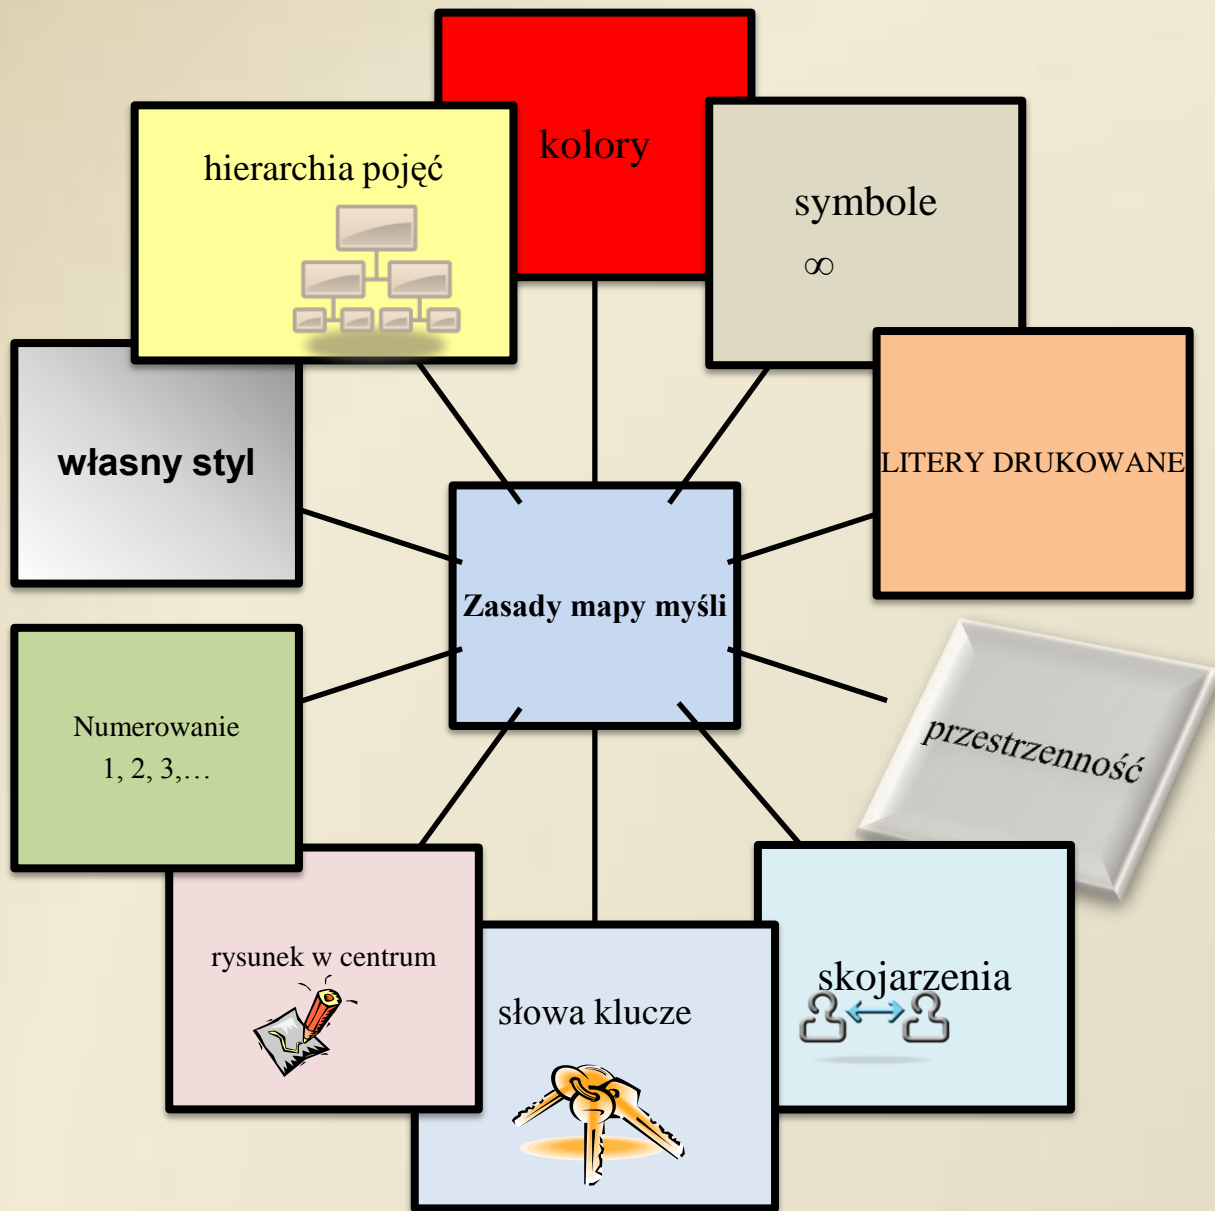 kolory
hierarchia pojęć
symbole
∞
własny styl
LITERY DRUKOWANE
Zasady mapy myśli
Numerowanie
1, 2, 3,…
przestrzenność
rysunek w centrum
skojarzenia
słowa klucze